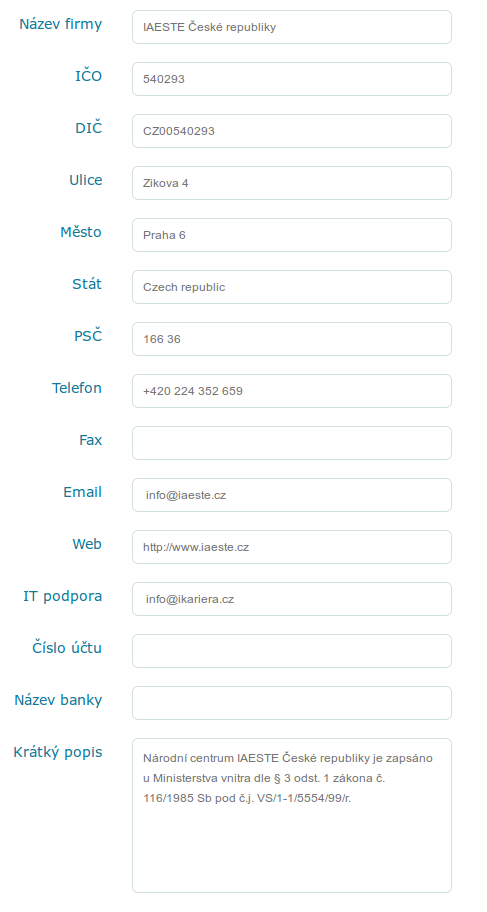 Název firmy IAESTE České republiky
IČO 540293
DIČ CZ00540293
Ulice Zikova 4
Město Praha 6
Stát Czech republic
PSČ 166 36
Telefon +420 224 352 659
Fax
Email info@iaeste.cz
Web http://www.iaeste.cz
IT podpora info@ikariera.cz
Číslo účtu
Název banky
Krátký popis Národní centrum IAESTE České republiky je zapsáno
u Ministerstva vnitra dle § 3 odst. 1 zákona č.
116/1985 Sb pod č.j. VS/1-1/5554/99/r.